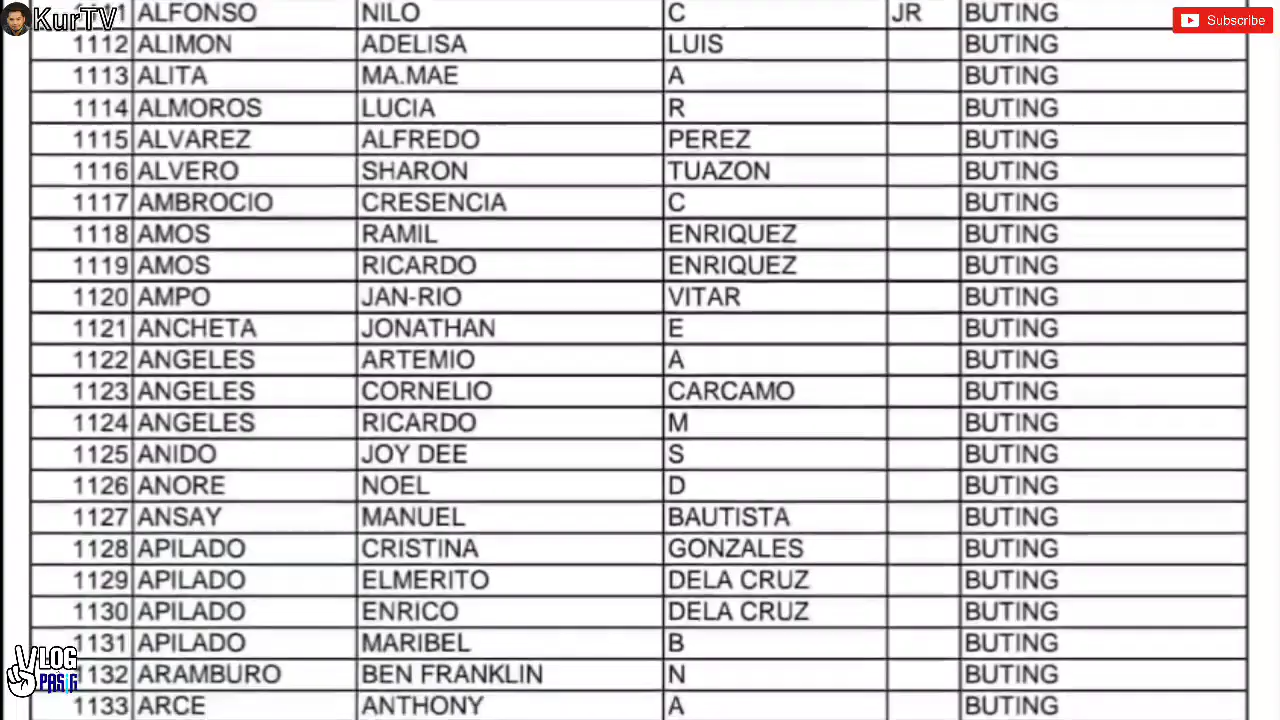 KurTV
Subscribe
ALFONSO NILO C JR BUTING
1112 ALIMON ADELISA LUIS BUTING
1113 ALITA MA.MAE A BUTING
1114 ALMOROS LUCIA R BUTING
1115 ALVAREZ ALFREDO PEREZ BUTING
1116 ALVERO SHARON TUAZON BUTING
1117 AMBROCIO CRESENCIA C BUTING
1118 AMOS RAMIL ENRIQUEZ BUTING
1119 AMOS RICARDO ENRIQUEZ BUTING
1120 AMPO JAN-RIO VITAR BUTING
1121 ANCHETA JONATHAN E BUTING
1122 ANGELES ARTEMIO A BUTING
1123 ANGELES CORNELIO CARCAMO BUTING
1124 ANGELES RICARDO M BUTING
1125 ANIDO JOY DEE S BUTING
1126 ANORE NOEL D BUTING
1127 ANSAY MANUEL BAUTISTA BUTING
1128 APILADO CRISTINA GONZALES BUTING
1129 APILADO ELMERITO DELA CRUZ BUTING
1130 APILADO ENRICO DELA CRUZ BUTING
1131 APILADO MARIBEL B BUTING
1132 ARAMBURO BEN FRANKLIN N BUTING
1133 ARCE ANTHONY A BUTING
VLOG
PASIG